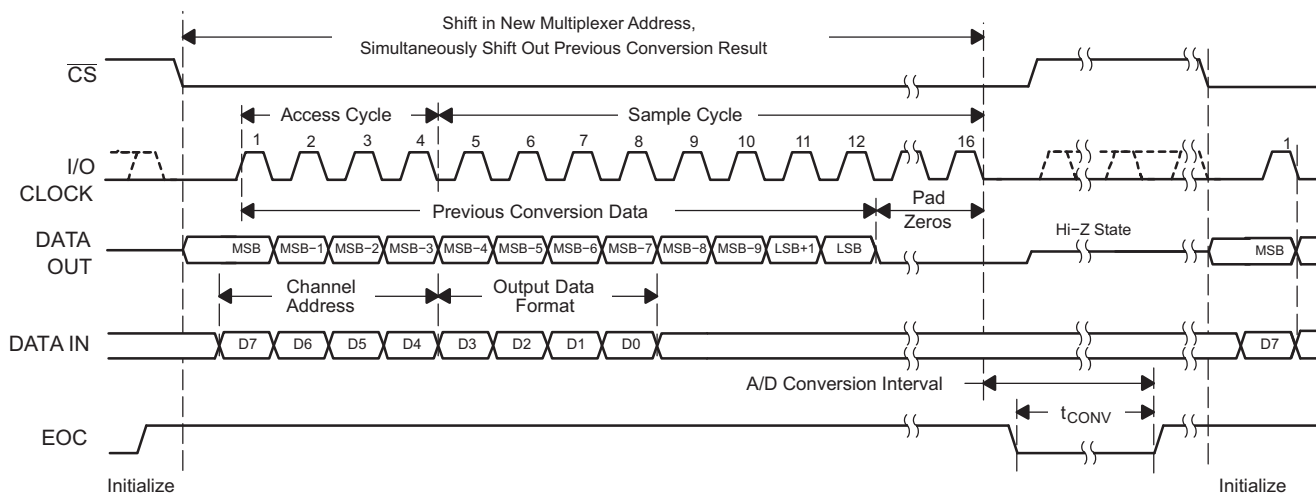 Shift in New Multiplexer Address,
Simultaneously Shift Out Previous Conversion Result
CS
Access Cycle
Sample Cycle
1 2 3 4 5 6 7 8 9 10 11 12 16 1
I/O
CLOCK
Previous Conversion Data
Pad
Zeros
DATA
OUT
MSB MSB−1 MSB−2 MSB−3 MSB−4 MSB−5 MSB−6 MSB−7 MSB−8 MSB−9 LSB+1 LSB
Hi−Z State
MSB
Channel
Address
Output Data
Format
DATA IN
D7 D6 D5 D4 D3 D2 D1 D0 D7
A/D Conversion Interval
tCONV
EOC
Initialize
Initialize